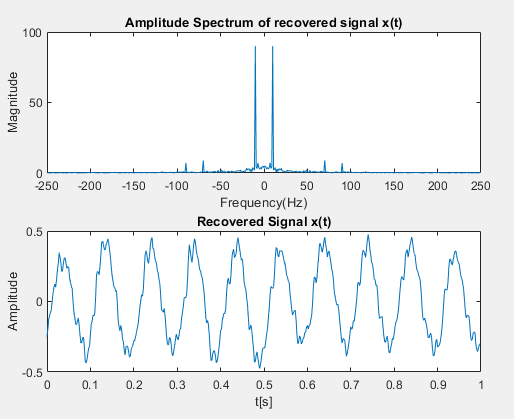 Amplitude Spectrum of recovered signal x(t)
100
50
0
Magnitude
-250 -200 -150 -100 -50 0 50 100 150 200 250
Frequency(Hz)
Recovered Signal x(t)
0.5
0
-0.5
Amplitude
0 0.1 0.2 0.3 0.4 0.5 0.6 0.7 0.8 0.9 1
t[s]